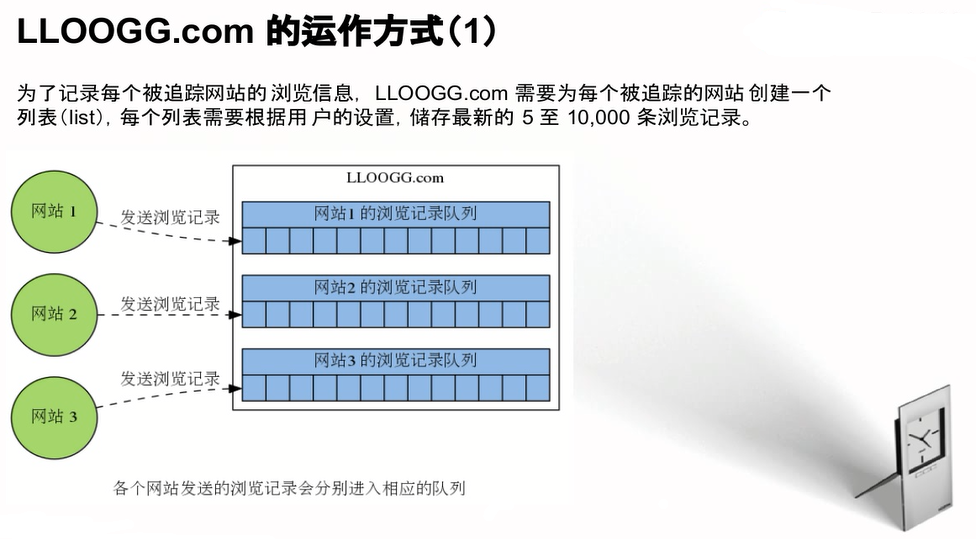 LLOOGG.com 的运作方式(1)
为了记录每个被追踪网站的浏览信息, LLOOGG.com 需要为每个被追踪的网站创建一个
列表(list), 每个列表需要根据用户的设置, 储存最新的 5 至 10,000 条浏览记录。
LLOOGG.com
网站 1
发送浏览记录
网站1 的浏览记录队列
网站 2
发送浏览记录
网站2 的浏览记录队列
网站 3
发送浏览记录
网站3 的浏览记录队列
各个网站发送的浏览记录会分别进入相应的队列